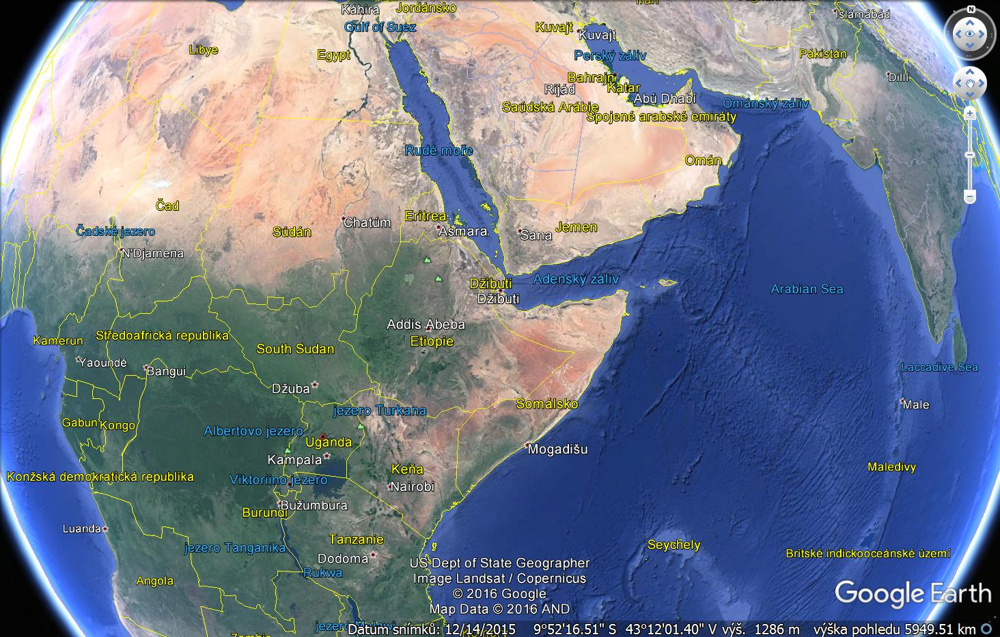 Káhira
Jordánsko
N
Islámábád
Gulf of Suez
Kuvajt
Kuvajt
Libye
Egypt
Perský záliv
Pákistán
Bahrajn
Dillí
Rijád
Katar
Abú Dhabí
Ománský záliv
Saúdská Arábie
Spojené arabské emiráty
Rudé moře
Omán
Čad
Eritrea
Chatúm
Čadské jezero
Súdán
Asmara
Sana
Jemen
N'Djamena
Džibuti
Adenský záliv
Arabian Sea
Džibuti
Addis Abeba
Kamerun
Středoafrická republika
Etiopie
South Sudan
Yaoundé
Bangui
Laccadive Sea
Džuba
Somálsko
Male
jezero Turkana
Gabun
Kongo
Albertovo jezero
Uganda
Mogadišu
Kampala
Keňa
Maledivy
Konžská demokratická republika
Viktoriino jezero
Nairobi
Bužumbura
Burundi
Luanda
Tanzanie
Seychely
jezero Tanganika
Britské indickooceánské území
Dodoma
US Dept of State Geographer
Rukwa
Image Landsat / Copernicus
Angola
© 2016 Google
Google Earth
Map Data © 2016 AND
jezero Malawi
Datum snímků: 12/14/2015 9°52'16.51" S 43°12'01.40" V výš. 1286 m výška pohledu 5949.51 km